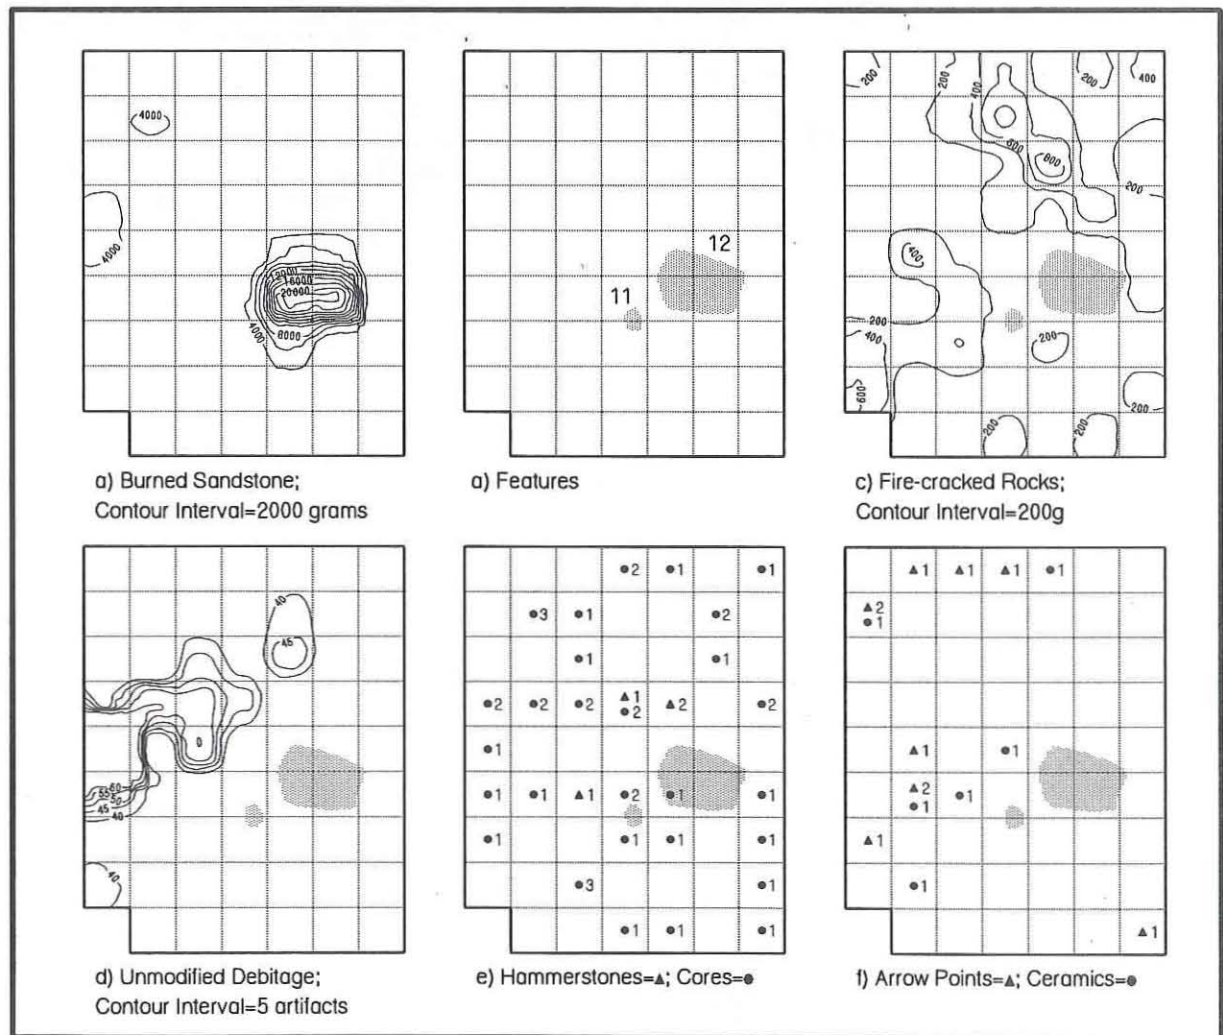 4000
4000
12000
16000
20000
4000
8000
a) Burned Sandstone;
Contour Interval=2000 grams
12
11
a) Features
200
200
400
200
400
800
200
200
400
200
400
200
600
200
200
200
c) Fire-cracked Rocks;
Contour Interval=200g
40
45
60
55
50
45
40
40
d) Unmodified Debitage;
Contour Interval=5 artifacts
2 1 1
3 1 2
1 1
1
2 2 2 2 2 2
1
1 1 1 2 1 1
1 1 1 1
3 1
1 1 1
e) Hammerstones=▲; Cores=●
1 1 1 1
2
1
1 1
2
1 1
1
1
1
f) Arrow Points=▲; Ceramics=●